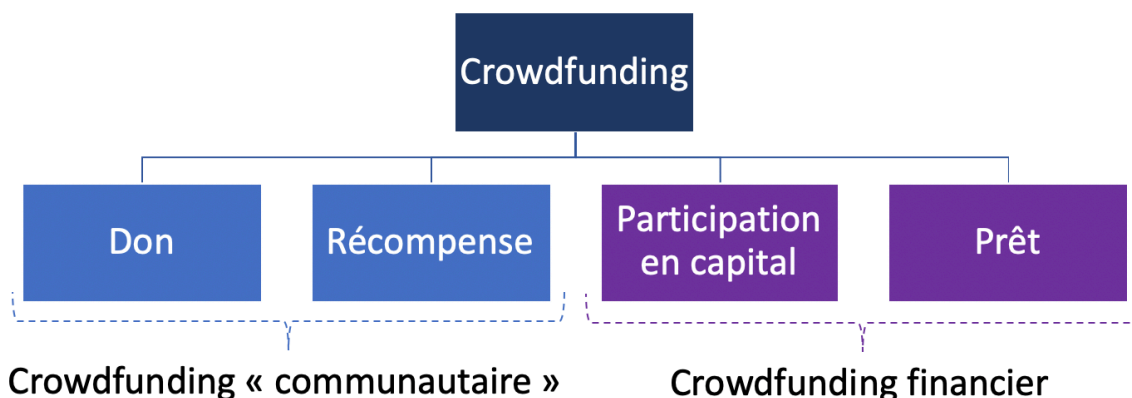 Crowdfunding
Don
Récompense
Participation
en capital
Prêt
Crowdfunding « communautaire »
Crowdfunding financier